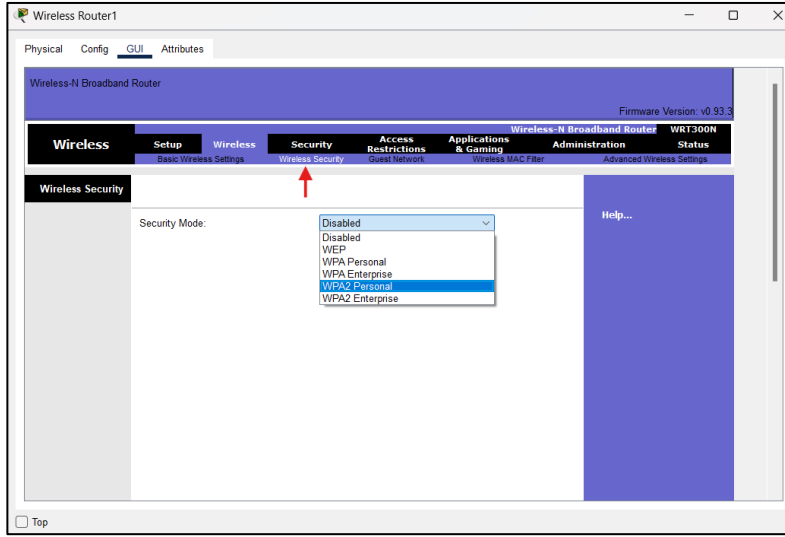 Wireless Router1
Physical Config GUI Attributes
Wireless-N Broadband Router
Firmware Version: v0.93.3
Wireless-N Broadband Router WRT300N
Wireless
Setup Wireless Security Access Restrictions Applications & Gaming Administration Status
Basic Wireless Settings Wireless Security Guest Network Wireless MAC Filter Advanced Wireless Settings
Wireless Security
Help...
Security Mode: Disabled
Disabled
WEP
WPA Personal
WPA Enterprise
WPA2 Personal
WPA2 Enterprise
Top